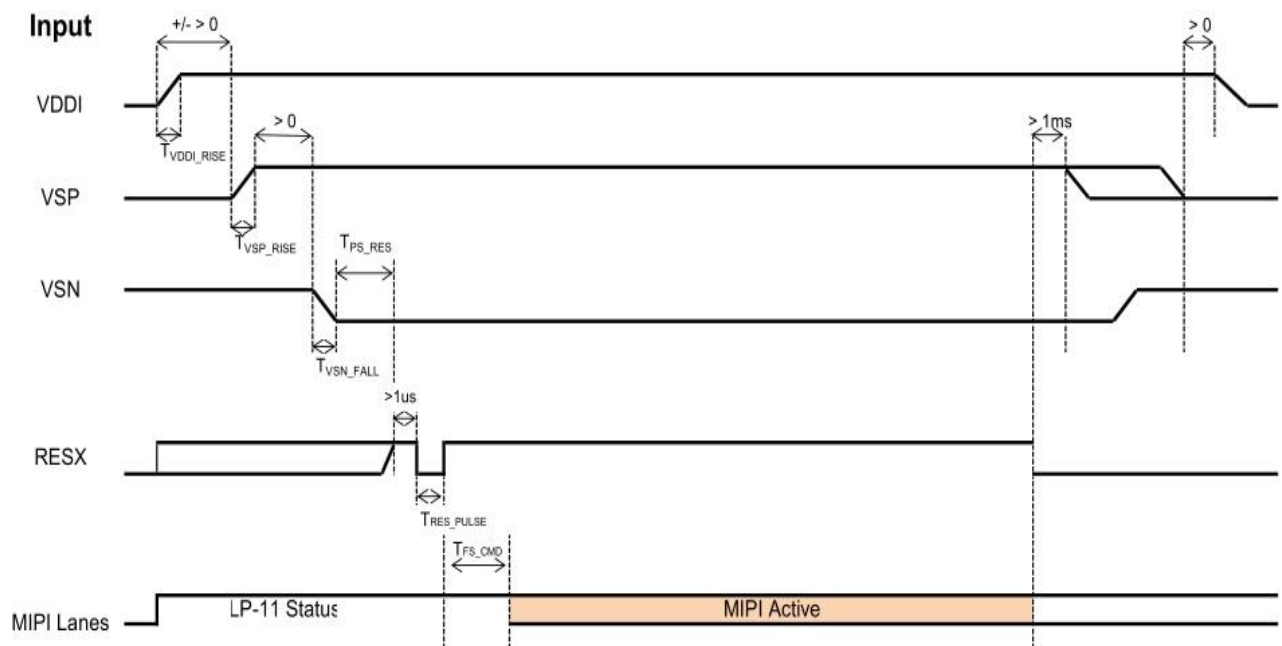 Input
+/- > 0
> 0
VDDI
> 0
> 1ms
TVDDI_RISE
VSP
TVSP_RISE
TPS_RES
VSN
TVSN_FALL
>1us
RESX
TRES_PULSE
TFS_CMD
LP-11 Status
MIPI Active
MIPI Lanes